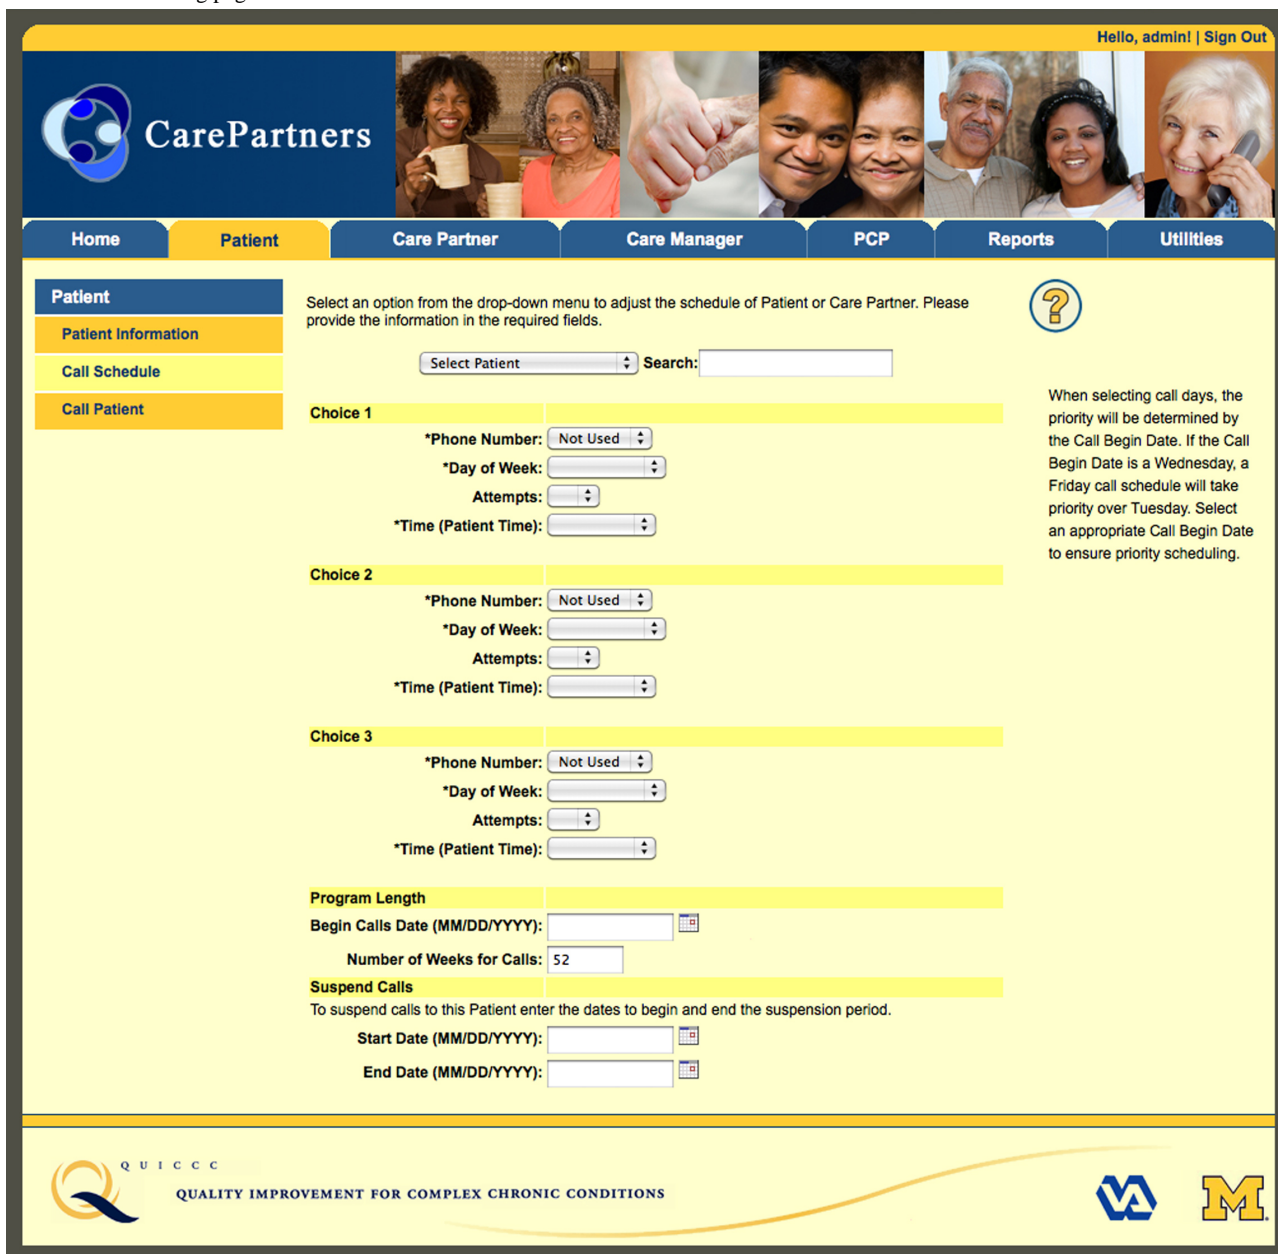 Hello, admin! | Sign Out
CarePartners
Home Patient Care Partner Care Manager PCP Reports Utilities
Patient
Patient Information
Call Schedule
Call Patient
Select an option from the drop-down menu to adjust the schedule of Patient or Care Partner. Please
provide the information in the required fields.
Select Patient Search:
Choice 1
*Phone Number: Not Used
*Day of Week:
Attempts:
*Time (Patient Time):
Choice 2
*Phone Number: Not Used
*Day of Week:
Attempts:
*Time (Patient Time):
Choice 3
*Phone Number: Not Used
*Day of Week:
Attempts:
*Time (Patient Time):
Program Length
Begin Calls Date (MM/DD/YYYY):
Number of Weeks for Calls: 52
Suspend Calls
To suspend calls to this Patient enter the dates to begin and end the suspension period.
Start Date (MM/DD/YYYY):
End Date (MM/DD/YYYY):
?
When selecting call days, the
priority will be determined by
the Call Begin Date. If the Call
Begin Date is a Wednesday, a
Friday call schedule will take
priority over Tuesday. Select
an appropriate Call Begin Date
to ensure priority scheduling.
Q QUICCC
QUALITY IMPROVEMENT FOR COMPLEX CHRONIC CONDITIONS
VA M